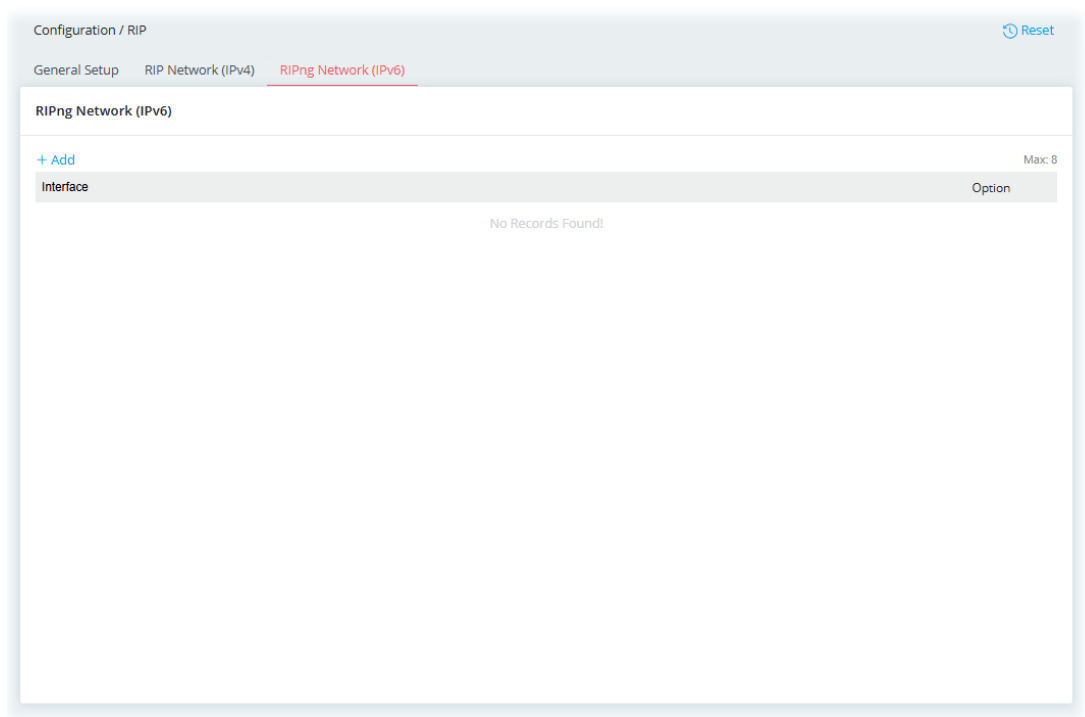 Configuration / RIP
Reset
General Setup RIP Network (IPv4) RIPng Network (IPv6)
RIPng Network (IPv6)
+ Add
Max: 8
Interface Option
No Records Found!